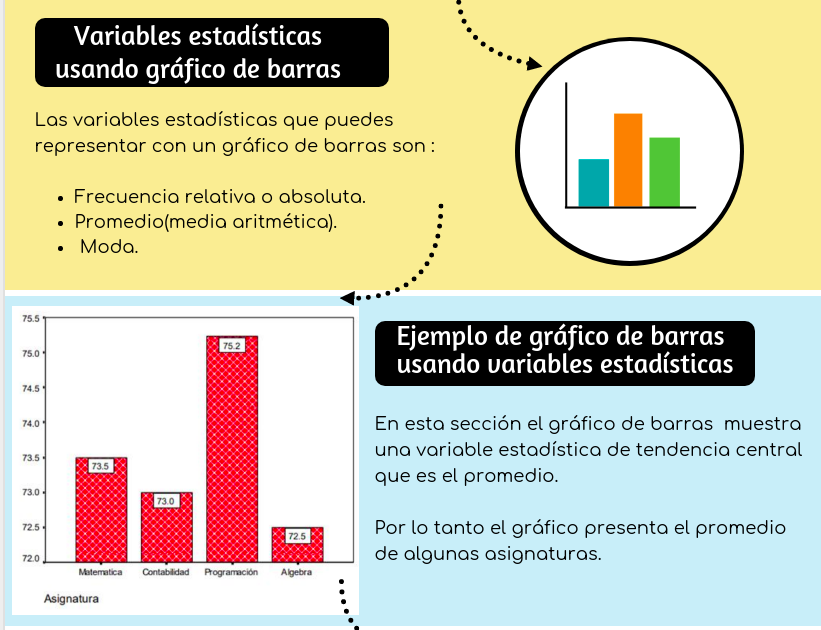 Variables estadísticas
usando gráfico de barras
Las variables estadísticas que puedes
representar con un gráfico de barras son :
• Frecuencia relativa o absoluta.
• Promedio(media aritmética).
• Moda.
75.5
75.0
74.5
74.0
73.5
73.0
72.5
72.0
73.5
73.0
75.2
72.5
Matematica Contabilidad Programación Algebra
Asignatura
Ejemplo de gráfico de barras
usando variables estadísticas
En esta sección el gráfico de barras muestra
una variable estadística de tendencia central
que es el promedio.
Por lo tanto el gráfico presenta el promedio
de algunas asignaturas.